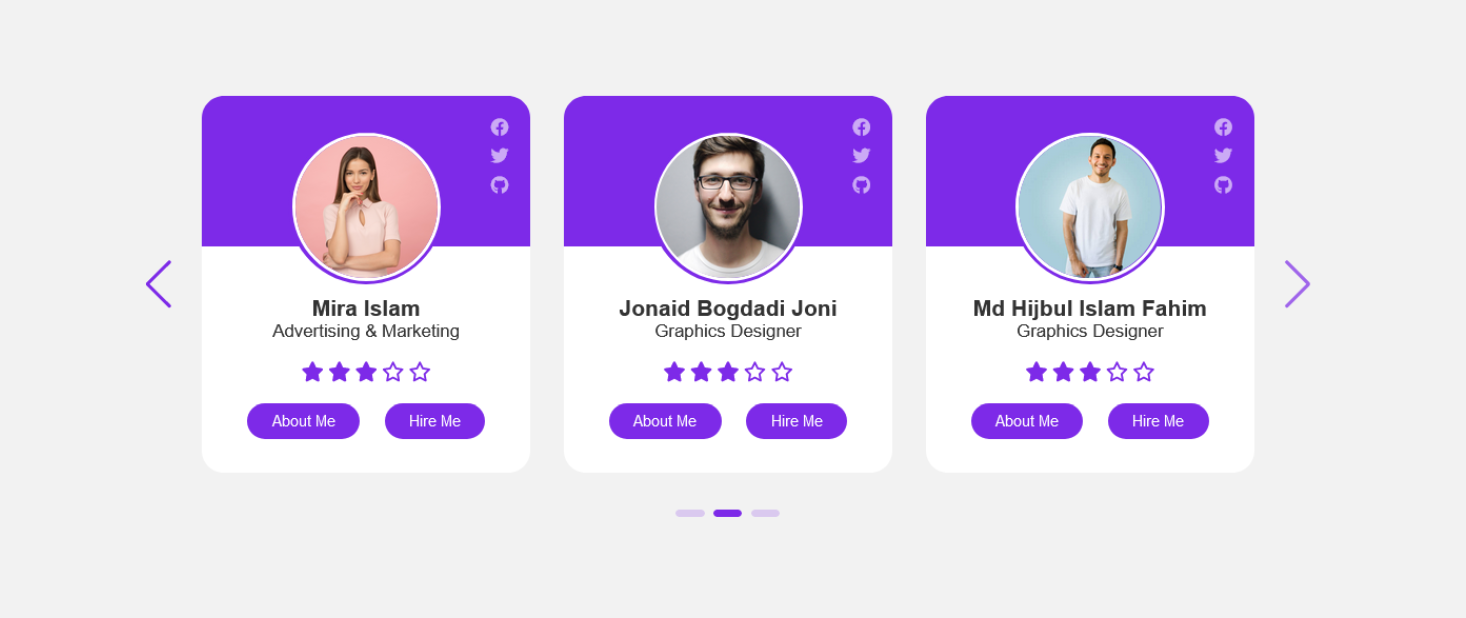 Mira Islam
Advertising & Marketing
About Me
Hire Me
Jonaid Bogdadi Joni
Graphics Designer
About Me
Hire Me
Md Hijbul Islam Fahim
Graphics Designer
About Me
Hire Me